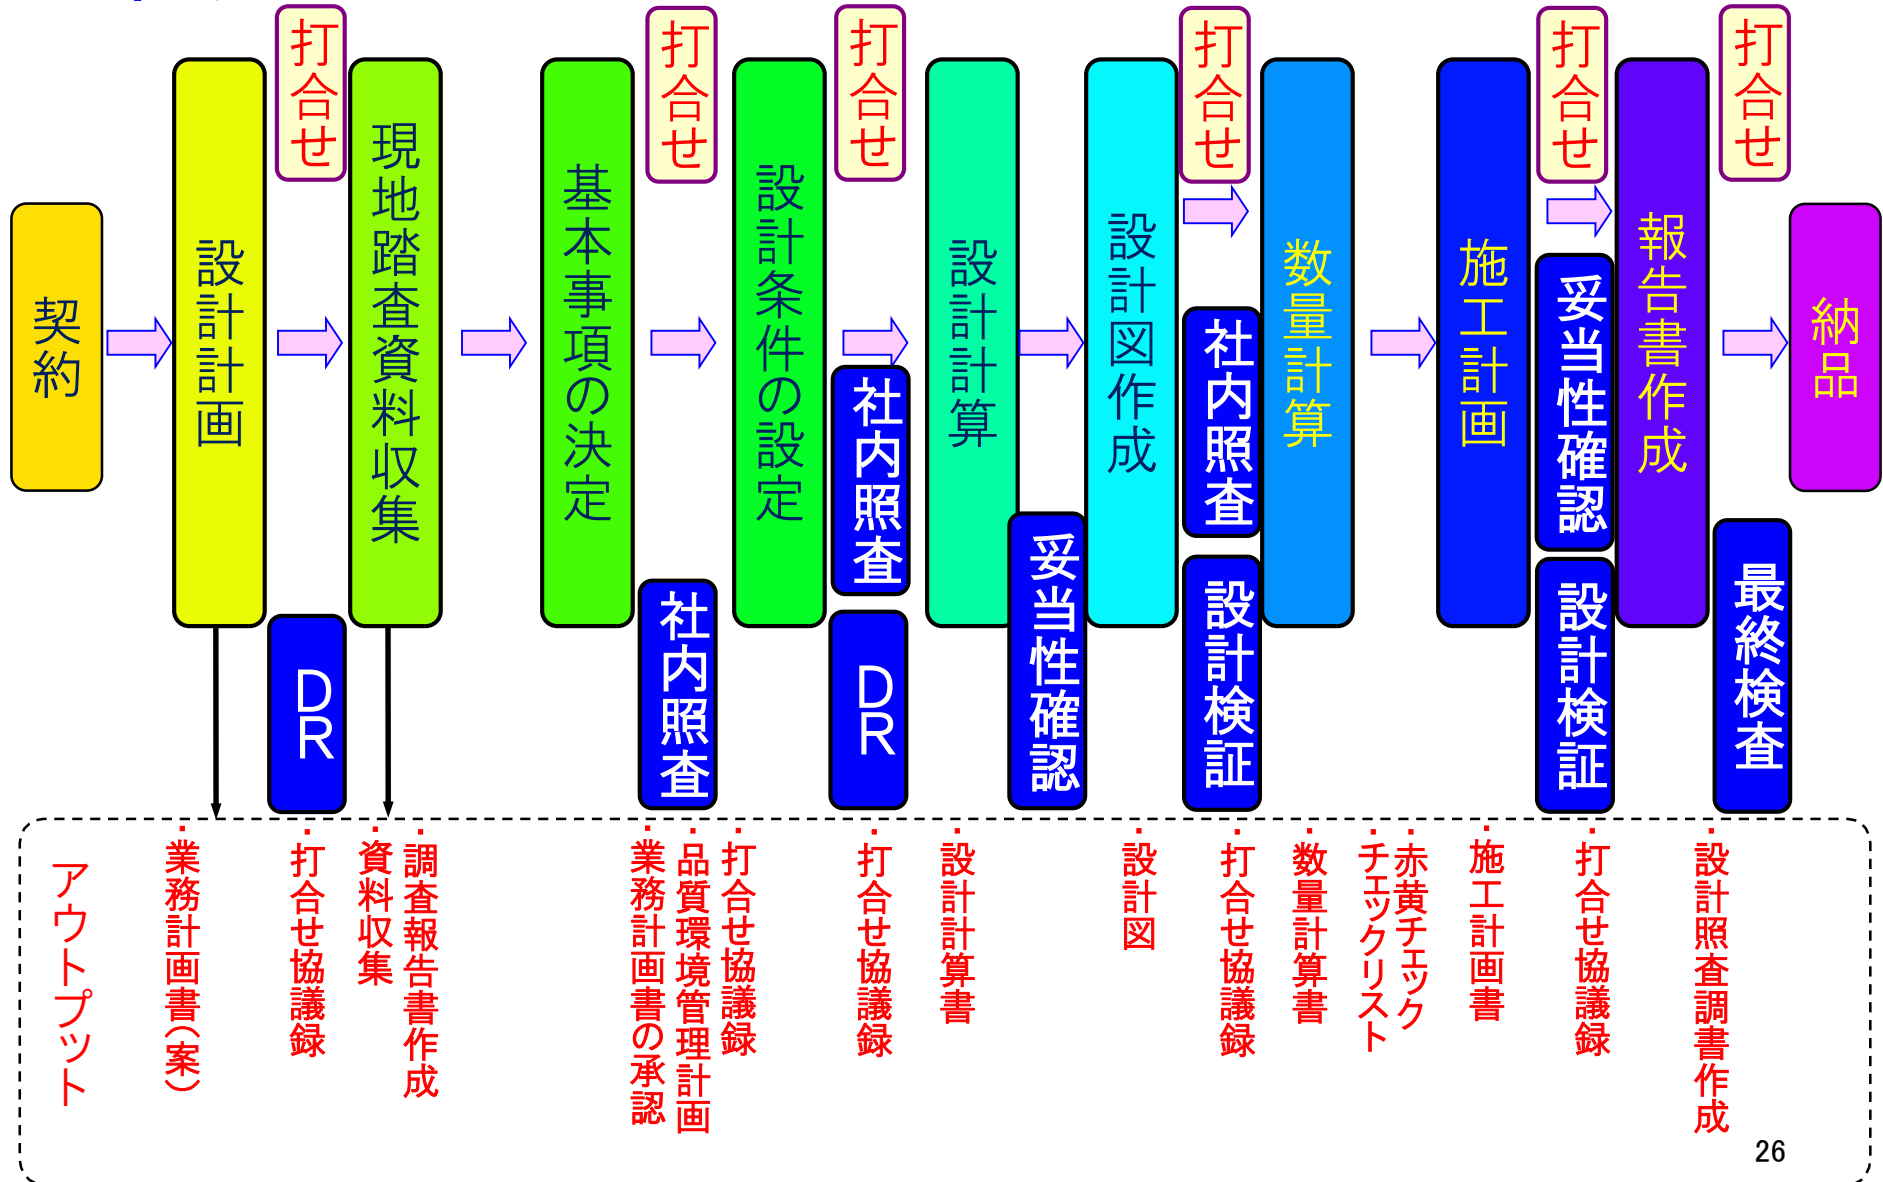 打合せ
打合せ
打合せ
打合せ
打合せ
打合せ
契約
設計計画
現地踏査資料収集
基本事項の決定
設計条件の設定
設計計算
設計図作成
数量計算
施工計画
報告書作成
納品
DR
社内照査
社内照査
DR
妥当性確認
社内照査
設計検証
妥当性確認
設計検証
最終検査
アウトプット
・業務計画書(案)
・打合せ協議録
・資料収集
・調査報告書作成
・業務計画書の承認
・品質環境管理計画
・打合せ協議録
・打合せ協議録
・設計計算書
・設計図
・打合せ協議録
・数量計算書
・チェックリスト
・赤黄チェック
・施工計画書
・打合せ協議録
・設計照査調書作成
26